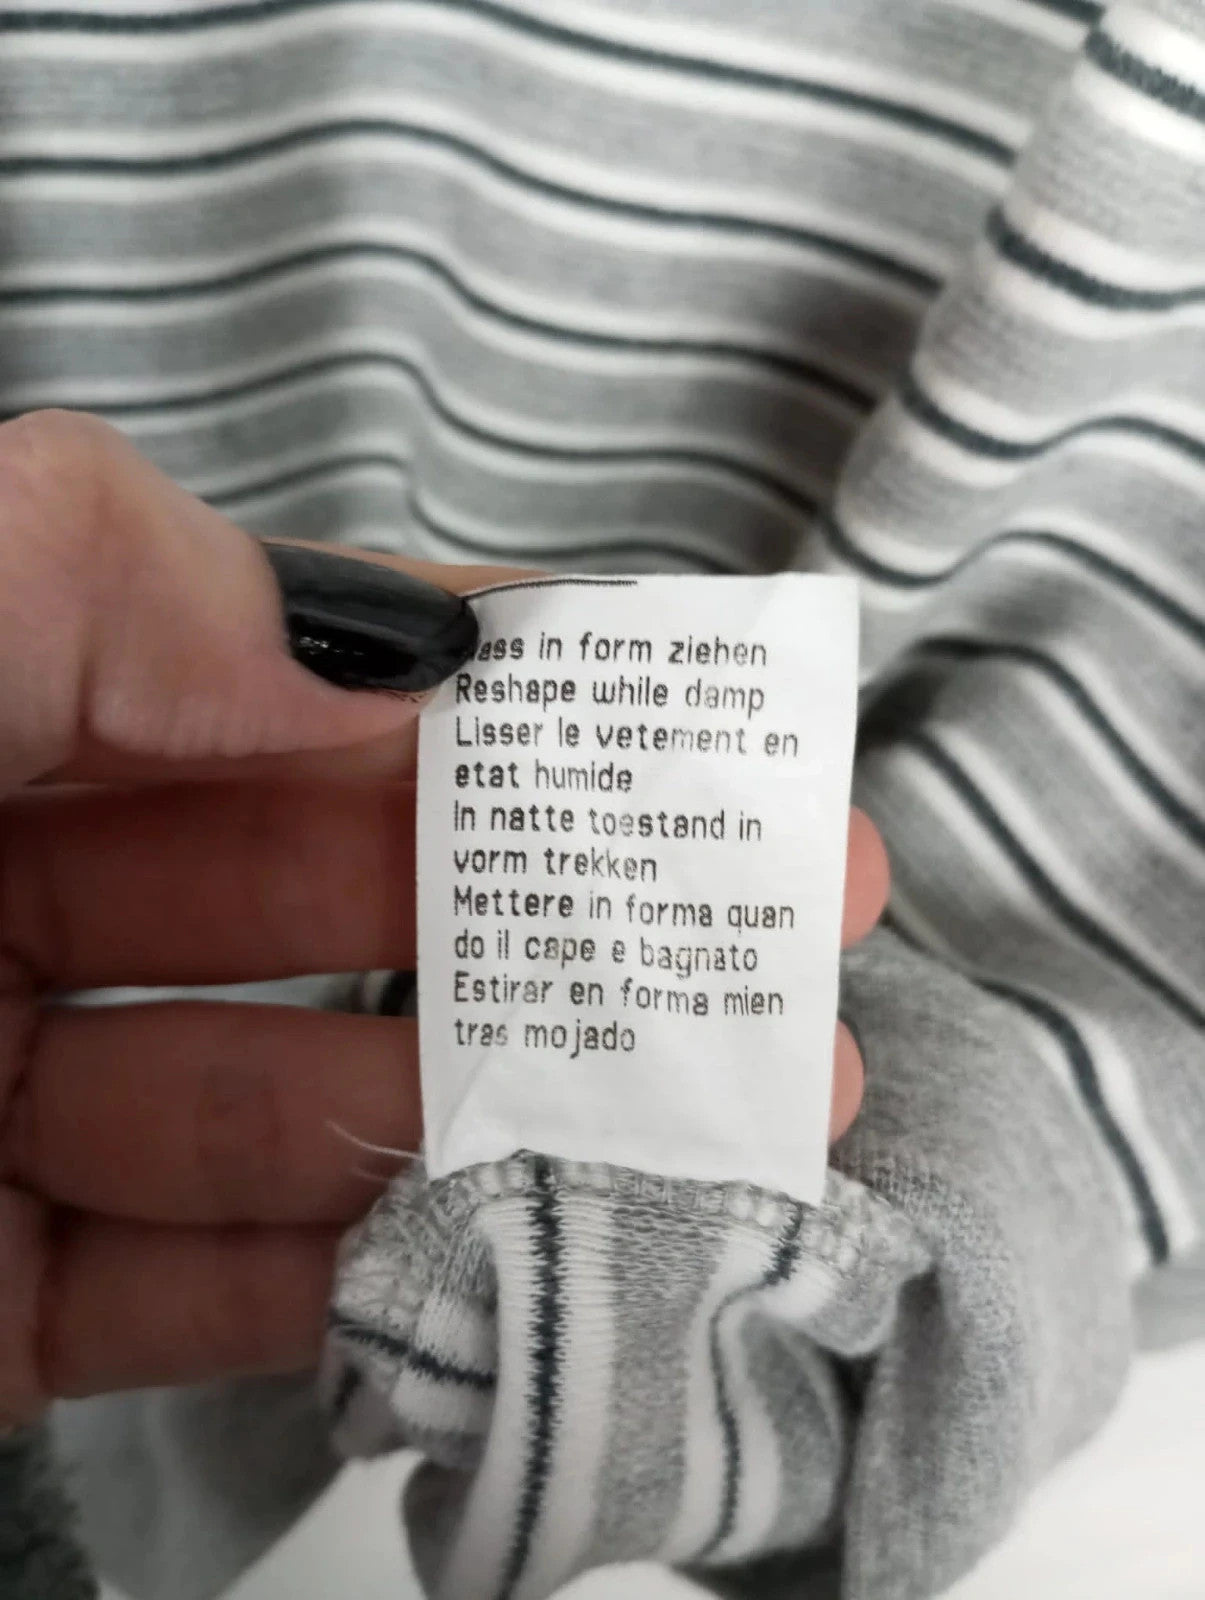 in form ziehen
Reshape while damp
Lisser le vetement en
etat humide
In natte toestand in
vorm trekken
Mettere in forma quan
do il cape e bagnato
Estirar en forma mien
tras mojado